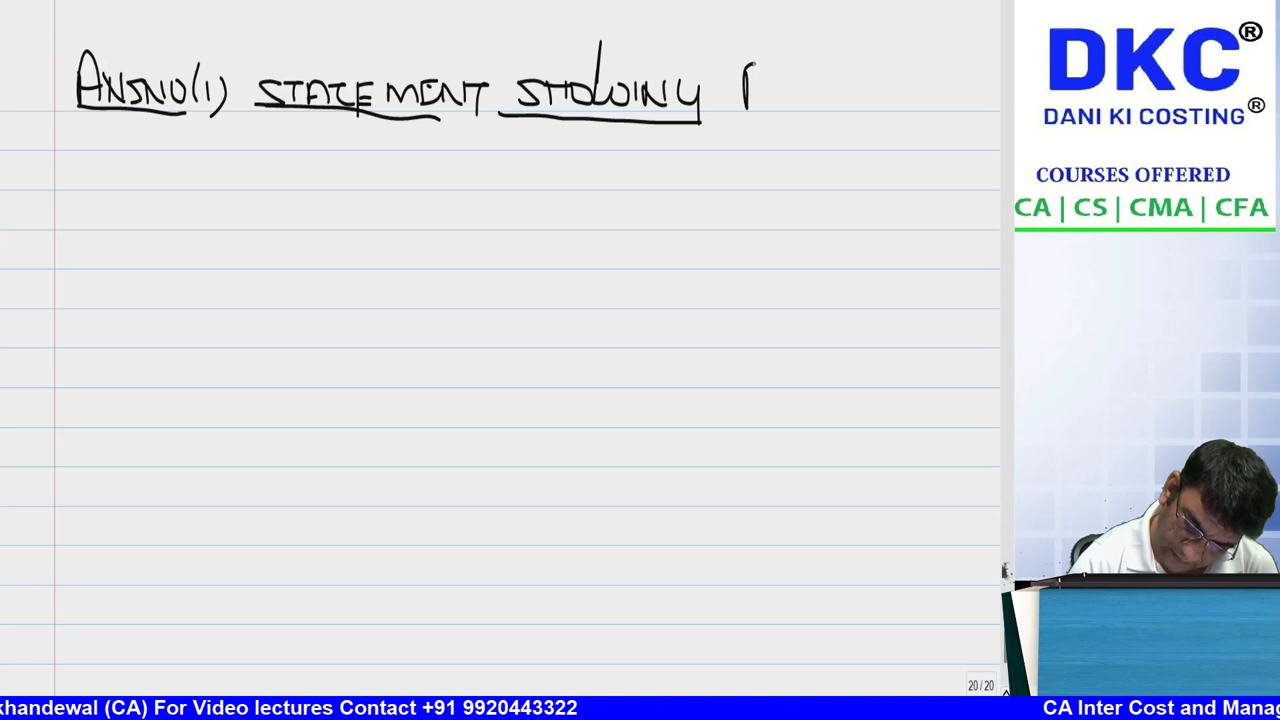 ANSNO(1) STATEMENT SHOWING
DKC®
DANI KI COSTING®
COURSES OFFERED
CA | CS | CMA | CFA
20 / 20
khandewal (CA) For Video lectures Contact +91 9920443322 CA Inter Cost and Manag